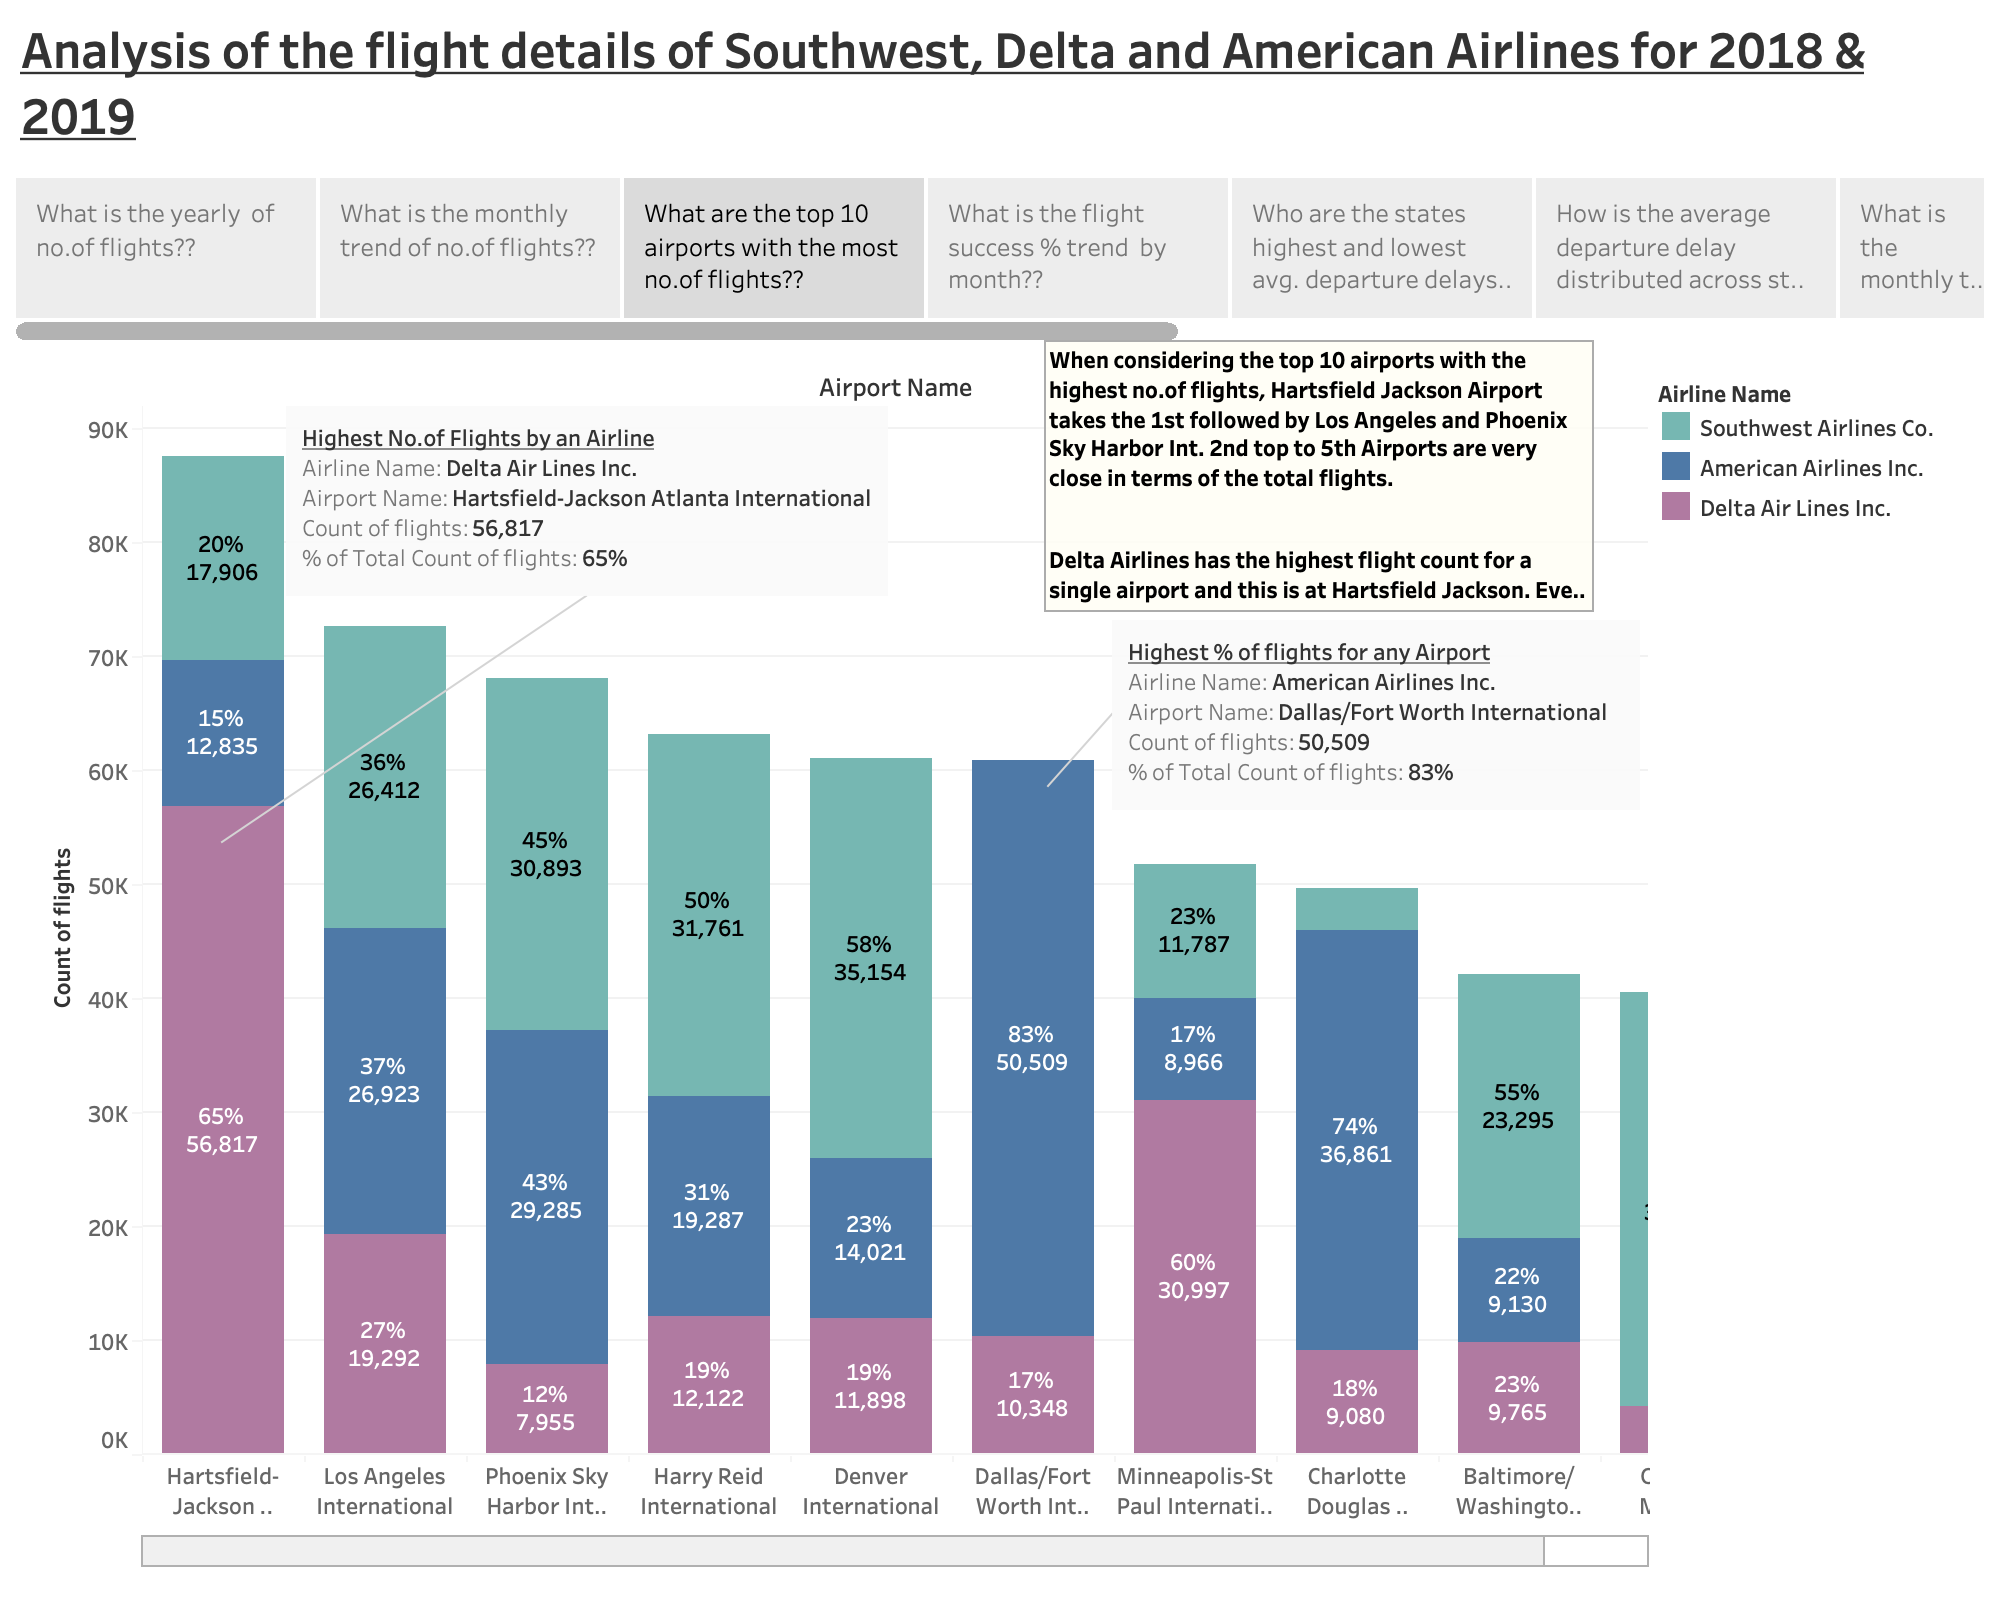 Analysis of the flight details of Southwest, Delta and American Airlines for 2018 &
2019
What is the yearly  of
no.of flights??
What is the monthly
trend of no.of flights??
What are the top 10
airports with the most
no.of flights??
What is the flight
success % trend  by
month??
Who are the states
highest and lowest
avg. departure delays..
How is the average
departure delay
distributed across st..
What is
the
monthly t..
When considering the top 10 airports with the
highest no.of flights, Hartsfield Jackson Airport
takes the 1st followed by Los Angeles and Phoenix
Sky Harbor Int. 2nd top to 5th Airports are very
close in terms of the total flights.
Delta Airlines has the highest flight count for a
single airport and this is at Hartsfield Jackson. Eve..
Airport Name
Airline Name
Southwest Airlines Co.
American Airlines Inc.
Delta Air Lines Inc.
Highest No.of Flights by an Airline
Airline Name: Delta Air Lines Inc.
Airport Name: Hartsfield-Jackson Atlanta International
Count of flights: 56,817
% of Total Count of flights: 65%
Highest % of flights for any Airport
Airline Name: American Airlines Inc.
Airport Name: Dallas/Fort Worth International
Count of flights: 50,509
% of Total Count of flights: 83%
Count of flights
90K
80K
70K
60K
50K
40K
30K
20K
10K
0K
20%
17,906
15%
12,835
65%
56,817
36%
26,412
37%
26,923
27%
19,292
45%
30,893
43%
29,285
12%
7,955
50%
31,761
31%
19,287
19%
12,122
58%
35,154
23%
14,021
19%
11,898
83%
50,509
17%
10,348
23%
11,787
17%
8,966
60%
30,997
74%
36,861
18%
9,080
55%
23,295
22%
9,130
23%
9,765
Hartsfield-
Jackson ..
Los Angeles
International
Phoenix Sky
Harbor Int..
Harry Reid
International
Denver
International
Dallas/Fort
Worth Int..
Minneapolis-St
Paul Internati..
Charlotte
Douglas ..
Baltimore/
Washingto..